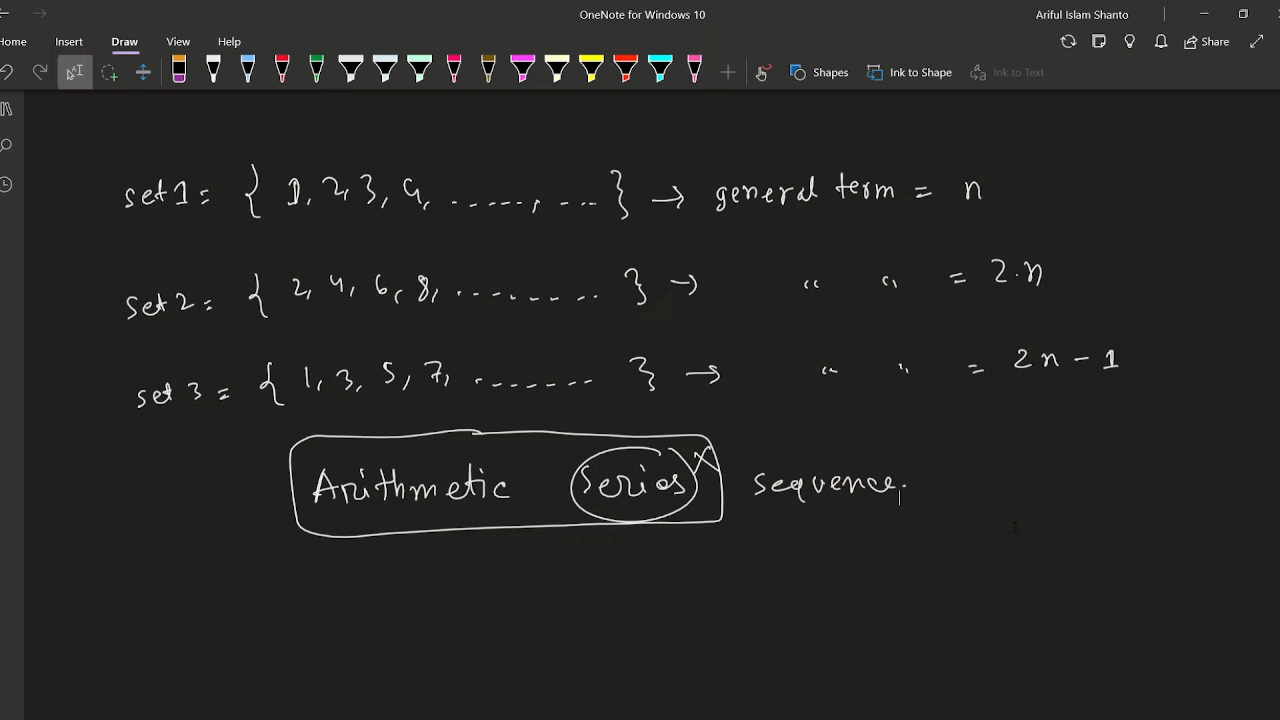 OneNote for Windows 10
Ariful Islam Shanto
Home Insert Draw View Help
Share
Shapes Ink to Shape Ink to Text
set 1 = { 1, 2, 3, 4, ......, ... } → general term = n
set 2 = { 2, 4, 6, 8, ......... } → " " = 2·n
set 3 = { 1, 3, 5, 7, ........ } → " " = 2n - 1
Arithmetic Series x sequence,